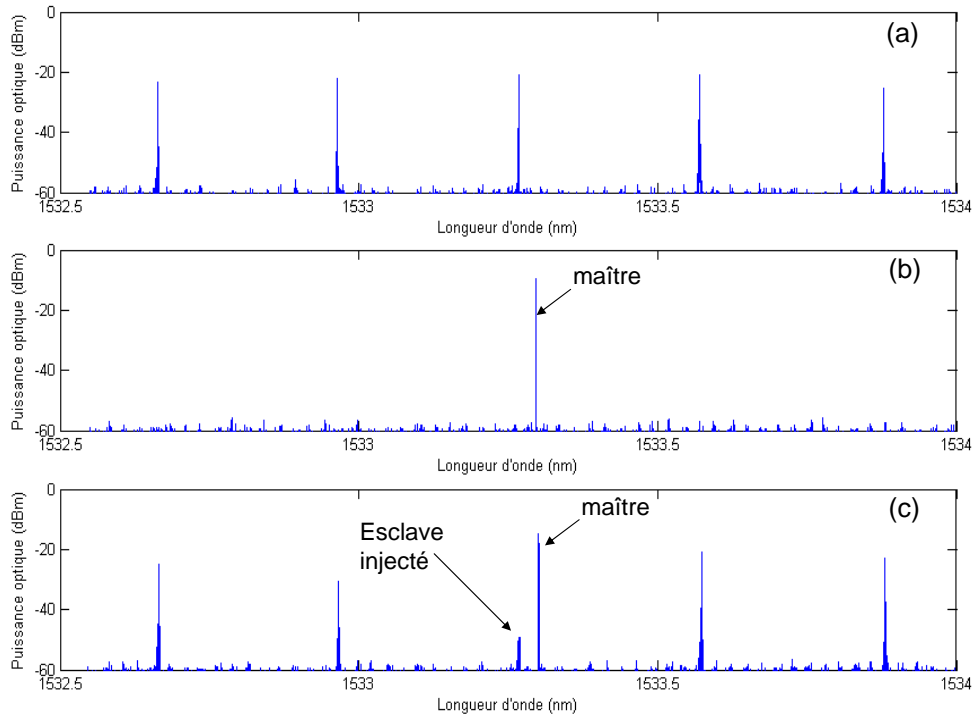 (a)
Puissance optique (dBm)
0
-20
-40
-60
1532.5
1533
1533.5
1534
Longueur d'onde (nm)
(b)
maître
Puissance optique (dBm)
0
-20
-40
-60
1532.5
1533
1533.5
1534
Longueur d'onde (nm)
(c)
maître
Esclave
injecté
Puissance optique (dBm)
0
-20
-40
-60
1532.5
1533
1533.5
1534
Longueur d'onde (nm)